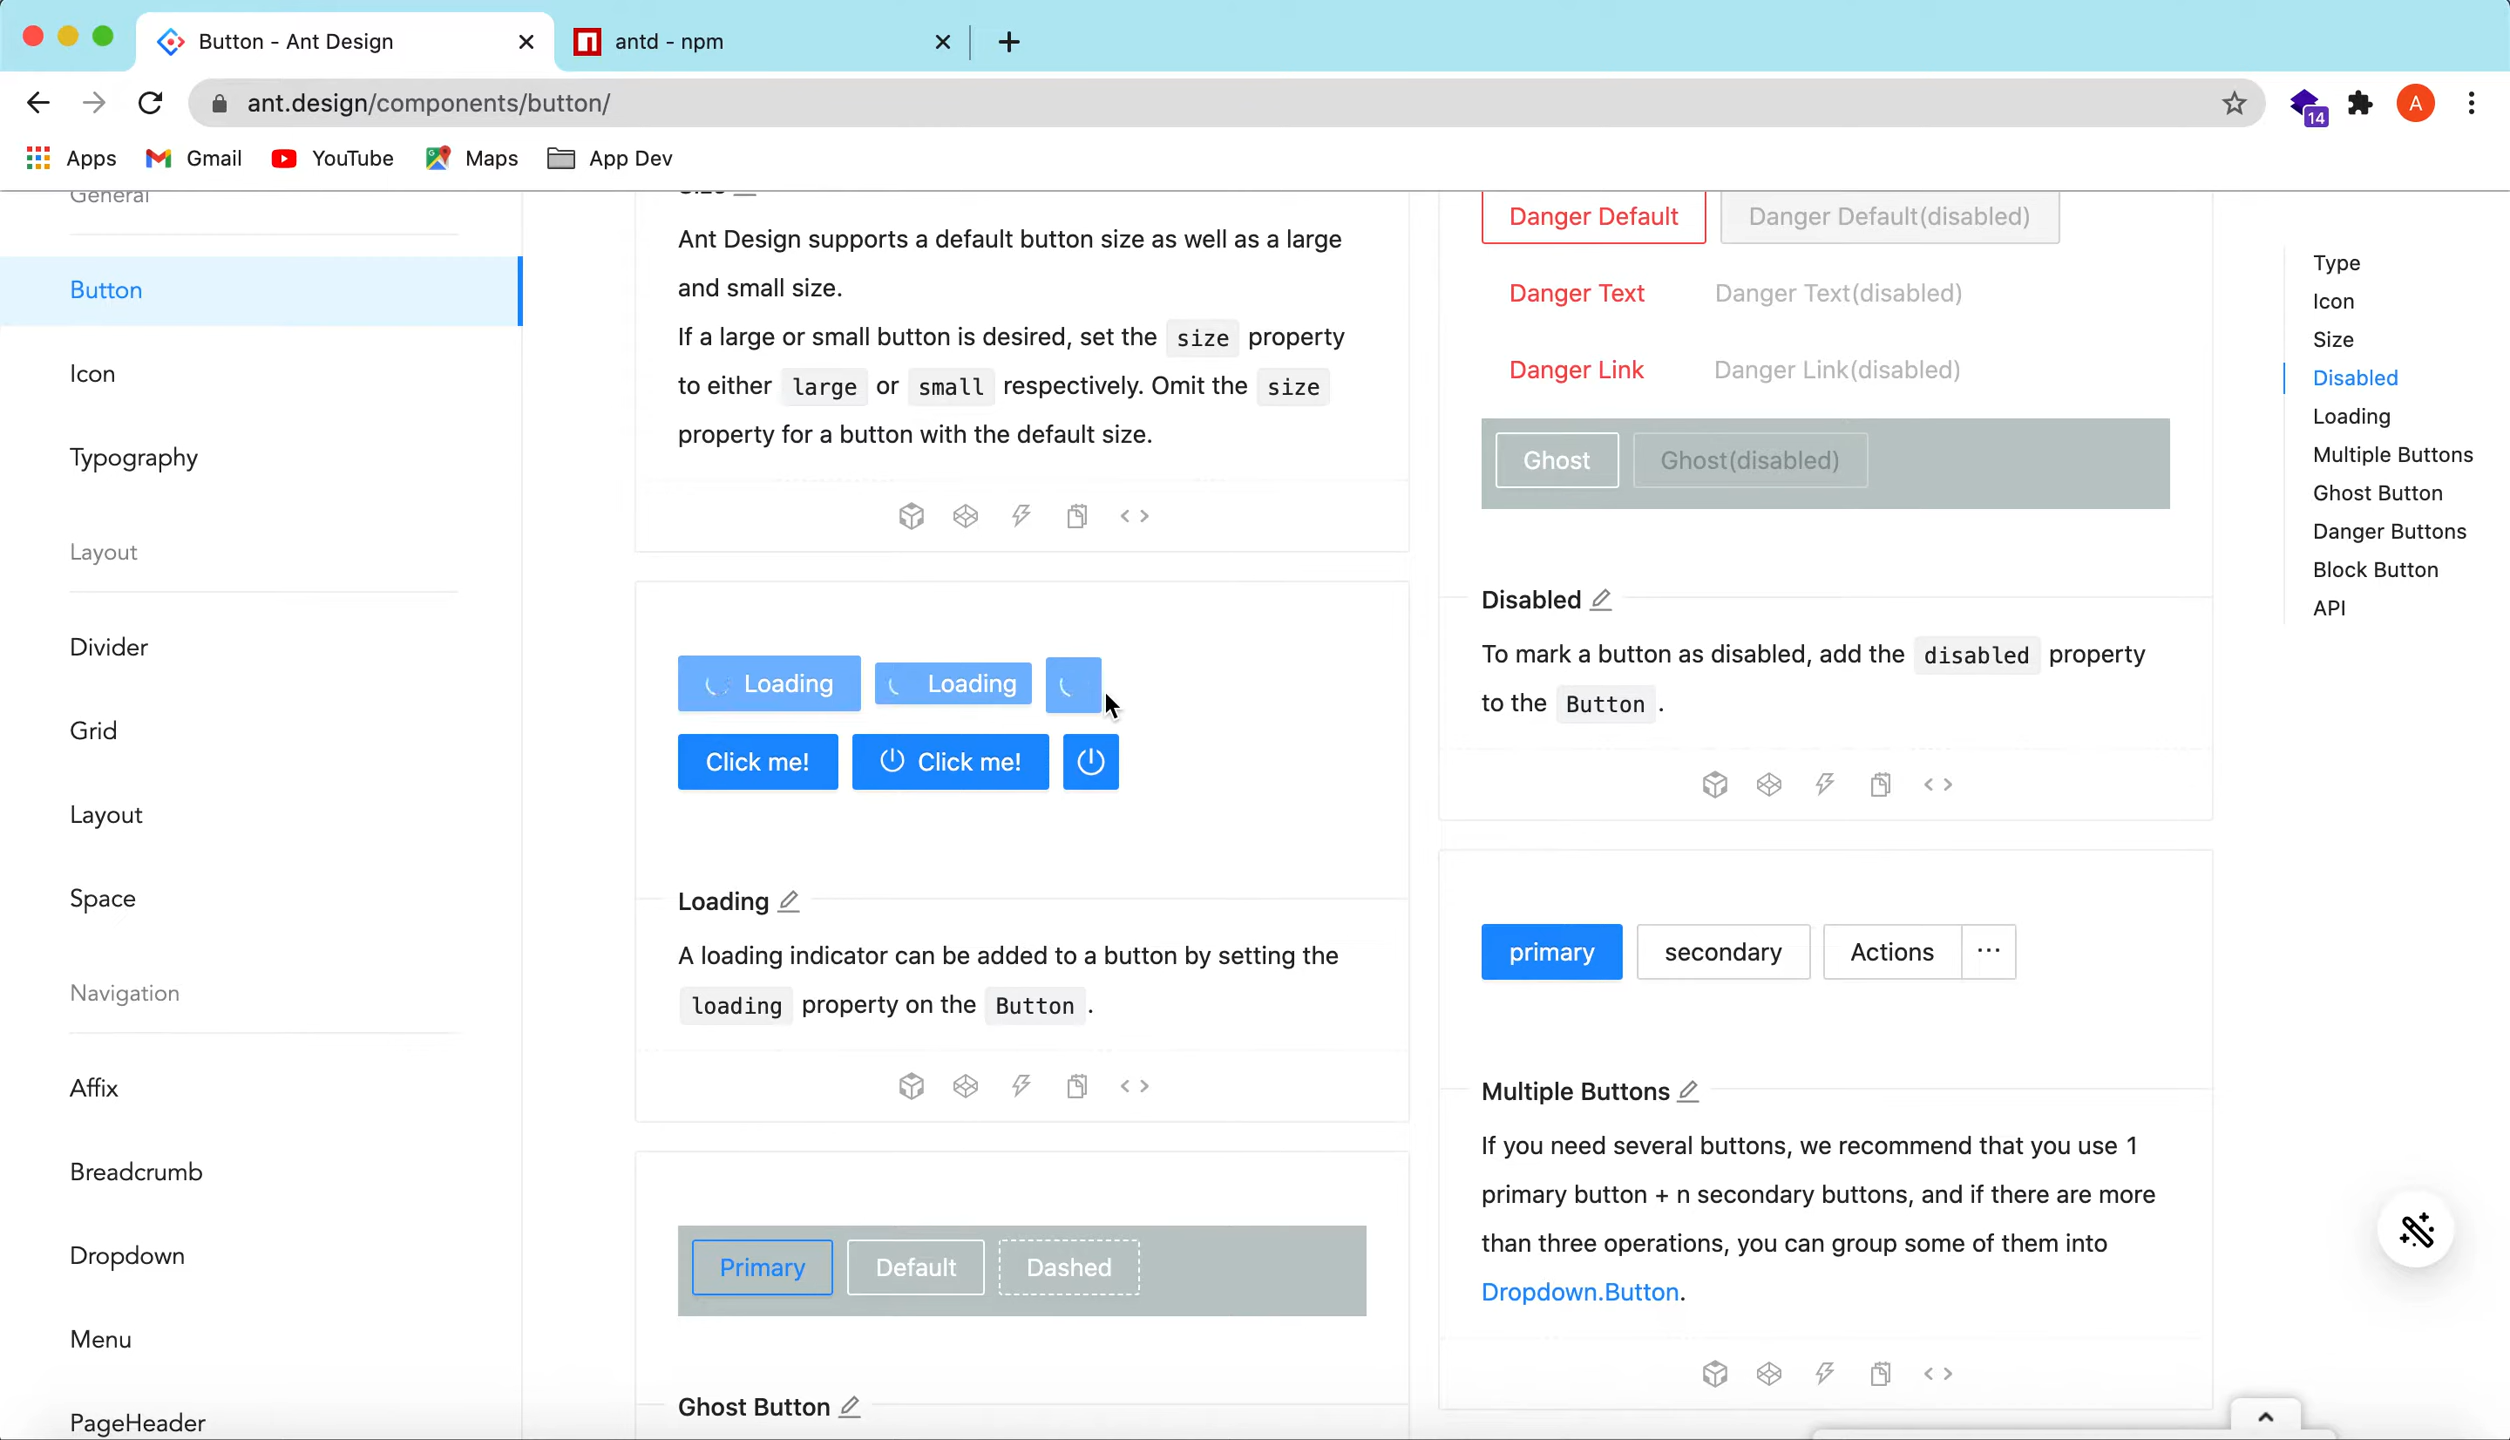 Button - Ant Design
antd - npm
ant.design/components/button/
14
A
Apps
Gmail
YouTube
Maps
App Dev
General
Button
Icon
Typography
Layout
Divider
Grid
Layout
Space
Navigation
Affix
Breadcrumb
Dropdown
Menu
PageHeader
Size
Ant Design supports a default button size as well as a large
and small size.
If a large or small button is desired, set the size property
to either large or small respectively. Omit the size
property for a button with the default size.
Loading Loading
Click me! Click me!
Loading
A loading indicator can be added to a button by setting the
loading property on the Button .
Primary Default Dashed
Ghost Button
Danger Default Danger Default(disabled)
Danger Text Danger Text(disabled)
Danger Link Danger Link(disabled)
Ghost Ghost(disabled)
Disabled
To mark a button as disabled, add the disabled property
to the Button .
primary secondary Actions ···
Multiple Buttons
If you need several buttons, we recommend that you use 1
primary button + n secondary buttons, and if there are more
than three operations, you can group some of them into
Dropdown.Button.
Type
Icon
Size
Disabled
Loading
Multiple Buttons
Ghost Button
Danger Buttons
Block Button
API